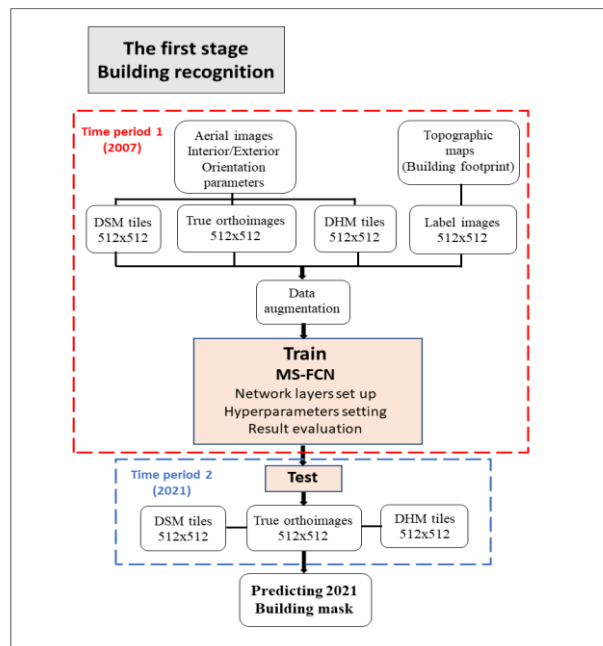 The first stage
Building recognition
Time period 1
(2007)
Aerial images
Interior/Exterior
Orientation
parameters
Topographic
maps
(Building footprint)
DSM tiles
512x512
True orthoimages
512x512
DHM tiles
512x512
Label images
512x512
Data
augmentation
Train
MS-FCN
Network layers set up
Hyperparameters setting
Result evaluation
Time period 2
(2021)
Test
DSM tiles
512x512
True orthoimages
512x512
DHM tiles
512x512
Predicting 2021
Building mask